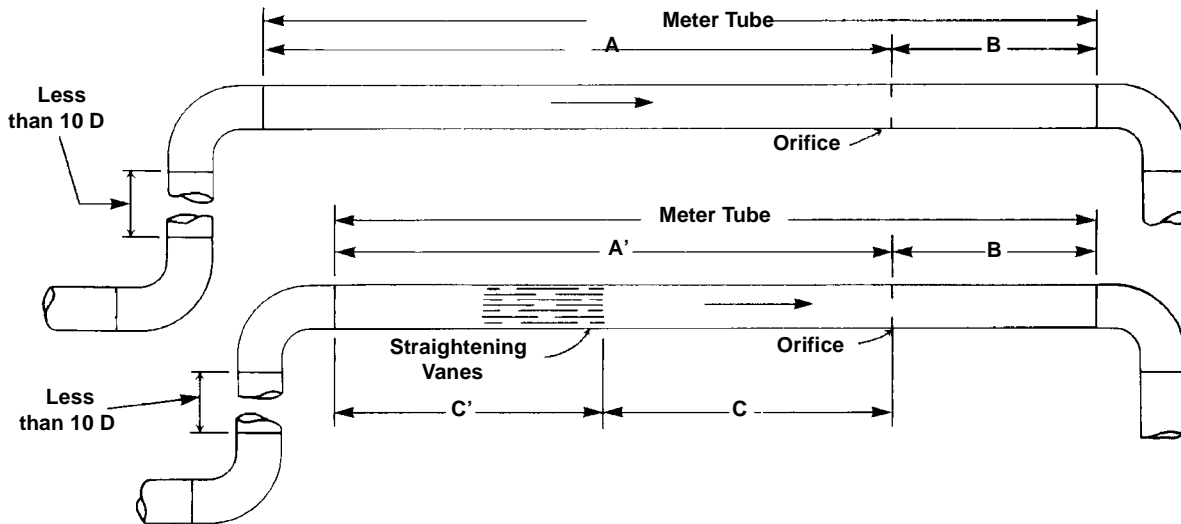 Meter Tube
A
B
Less
than 10 D
Orifice
Meter Tube
A'
B
Straightening
Vanes
Orifice
Less
than 10 D
C'
C